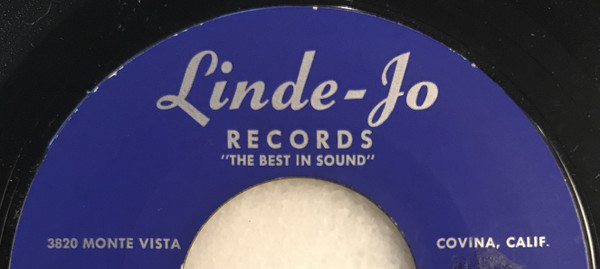 Linde-Jo
RECORDS
"THE BEST IN SOUND"
3820 MONTE VISTA
COVINA, CALIF.